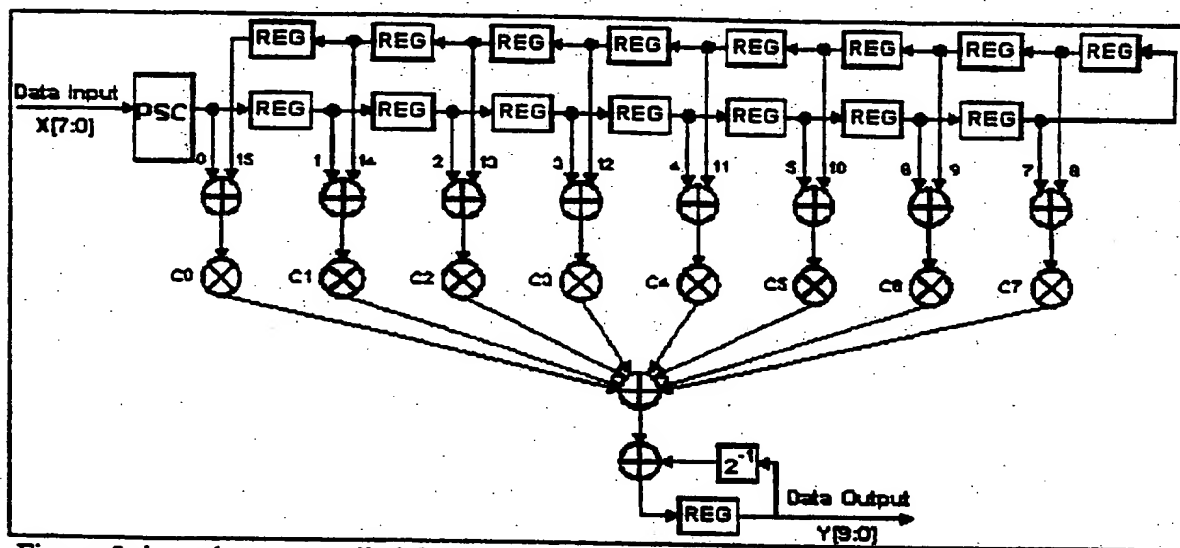 REG REG REG REG REG REG REG REG
Data Input
X[7:0]
PSC
REG REG REG REG REG REG REG
0 15 1 14 2 13 3 12 4 11 5 10 6 9 7 8
C0 C1 C2 C3 C4 C5 C6 C7
2⁻¹
REG
Data Output
Y[9:0]